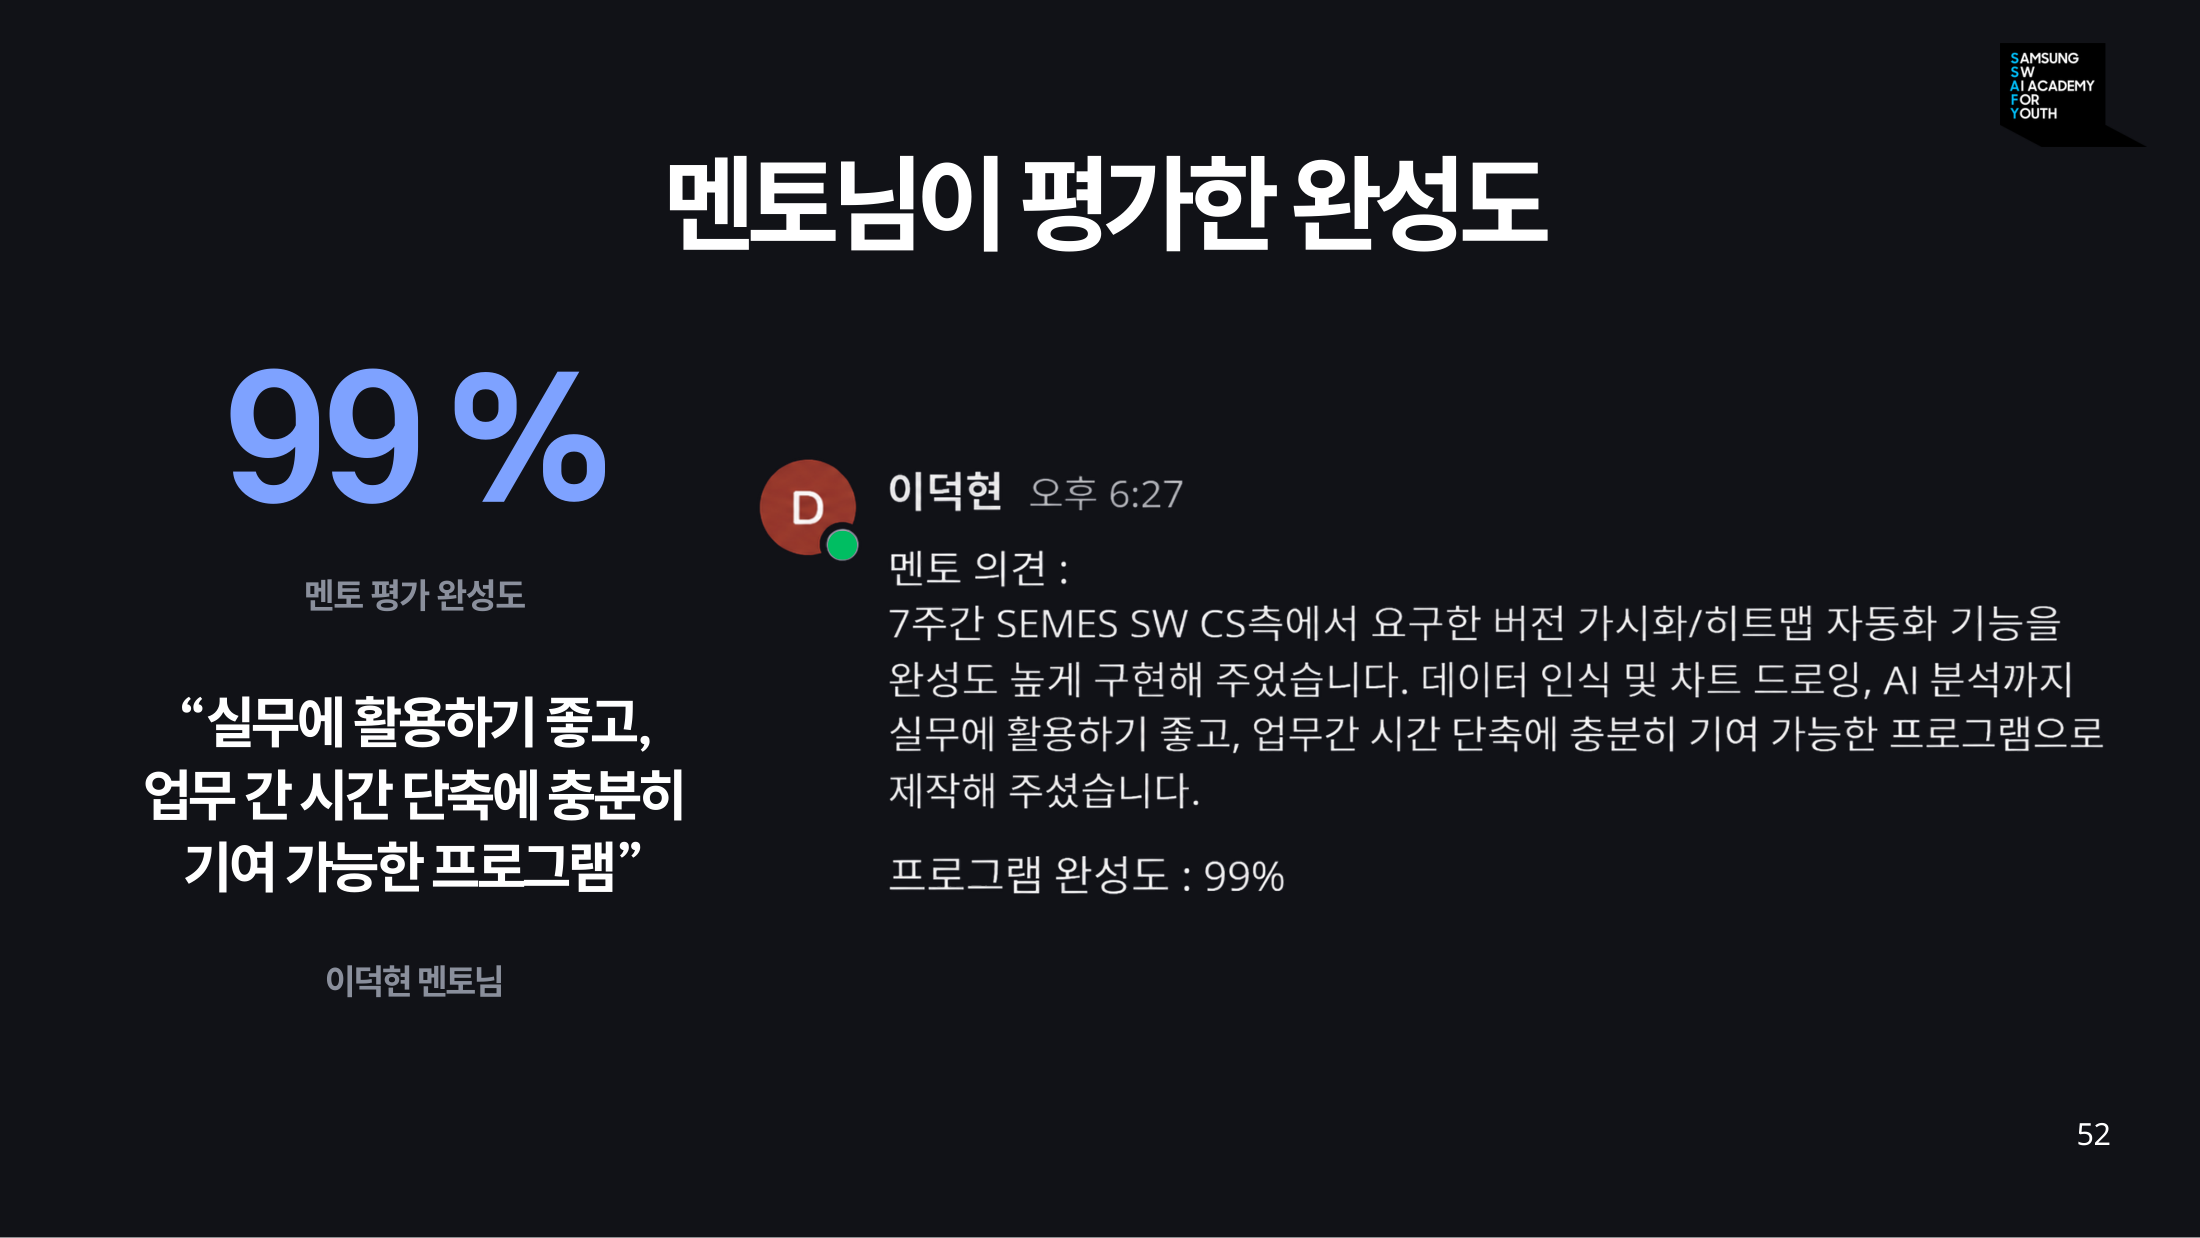 SAMSUNG
SW
AI ACADEMY
FOR
YOUTH
멘토님이 평가한 완성도
99%
멘토 평가 완성도
“실무에 활용하기 좋고,
업무 간 시간 단축에 충분히
기여 가능한 프로그램”
이덕현 멘토님
D
이덕현 오후 6:27
멘토 의견 :
7주간 SEMES SW CS측에서 요구한 버전 가시화/히트맵 자동화 기능을
완성도 높게 구현해 주었습니다. 데이터 인식 및 차트 드로잉, AI 분석까지
실무에 활용하기 좋고, 업무간 시간 단축에 충분히 기여 가능한 프로그램으로
제작해 주셨습니다.
프로그램 완성도 : 99%
52